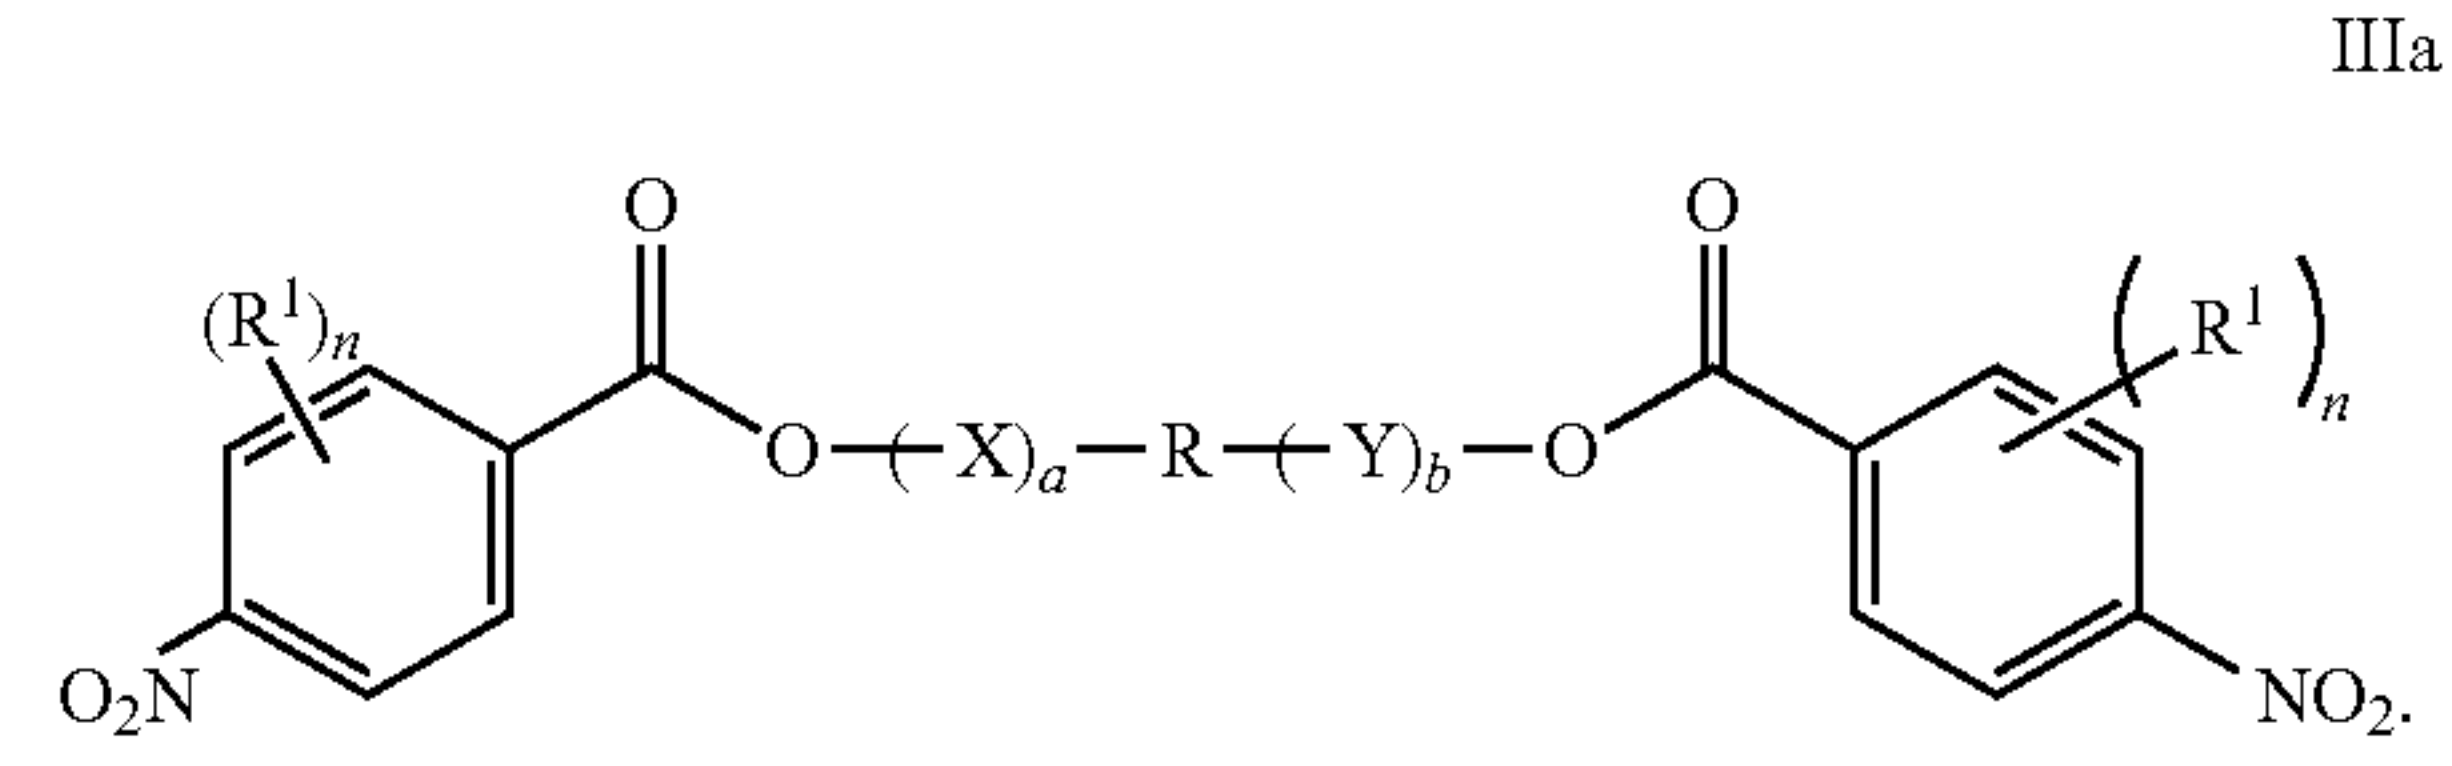 IIIa
O O
(R¹)ₙ (R¹)ₙ
O—(X)ₐ—R—(Y)b—O
O₂N NO₂.